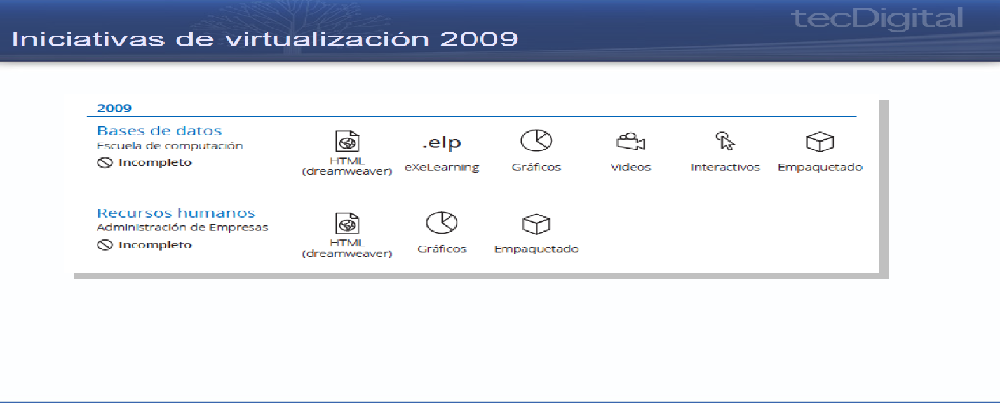 tecDigital
Iniciativas de virtualización 2009
2009
Bases de datos
Escuela de computación
Incompleto
HTML
(dreamweaver)
.elp
eXeLearning
Gráficos
Videos
Interactivos
Empaquetado
Recursos humanos
Administración de Empresas
Incompleto
HTML
(dreamweaver)
Gráficos
Empaquetado